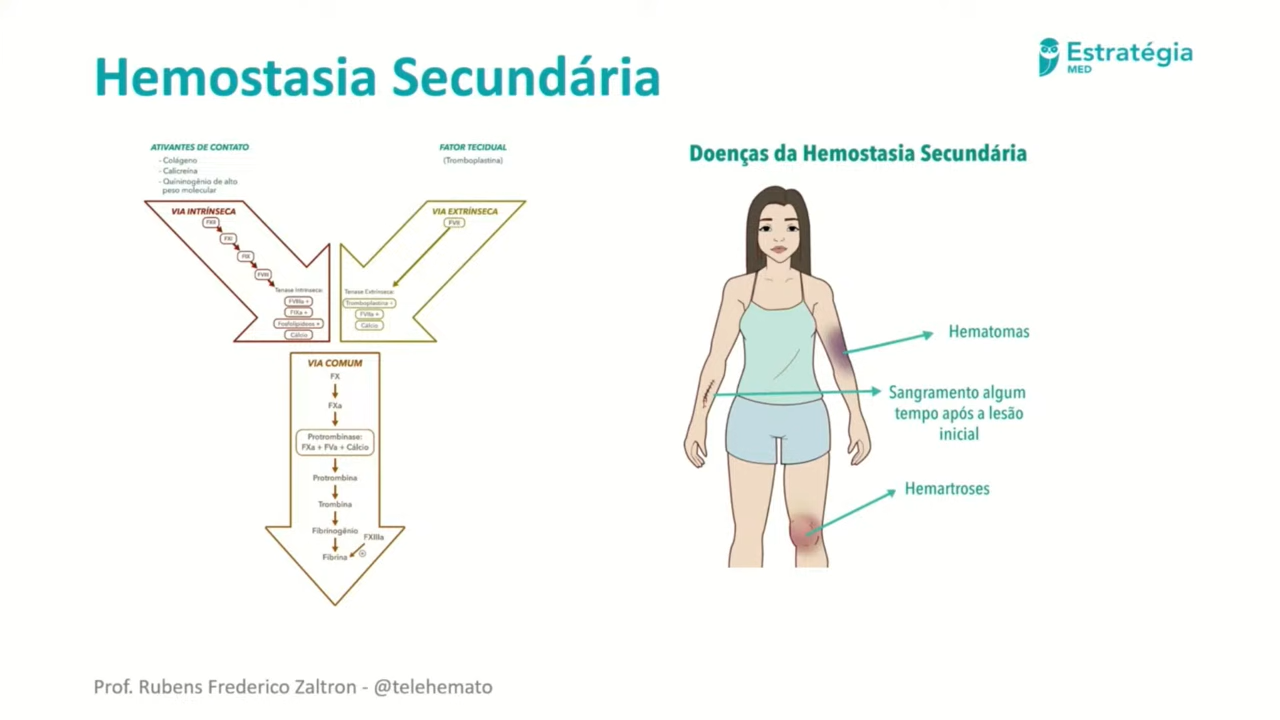 Hemostasia Secundária
Estratégia
MED
ATIVANTES DE CONTATO
- Colágeno
- Calicreína
- Quininogênio de alto
peso molecular
FATOR TECIDUAL
(Tromboplastina)
VIA INTRÍNSECA
FXII
FXI
FIX
FVIII
Tenase Intrínseca:
FVIIIa +
FIXa +
Fosfolipídeos +
Cálcio
VIA EXTRÍNSECA
FVII
Tenase Extrínseca:
Tromboplastina +
FVIIa +
Cálcio
VIA COMUM
FX
FXa
Protrombinase:
FXa + FVa + Cálcio
Protrombina
Trombina
Fibrinogênio
FXIIIa
Fibrina
Doenças da Hemostasia Secundária
Hematomas
Sangramento algum
tempo após a lesão
inicial
Hemartroses
Prof. Rubens Frederico Zaltron - @telehemato